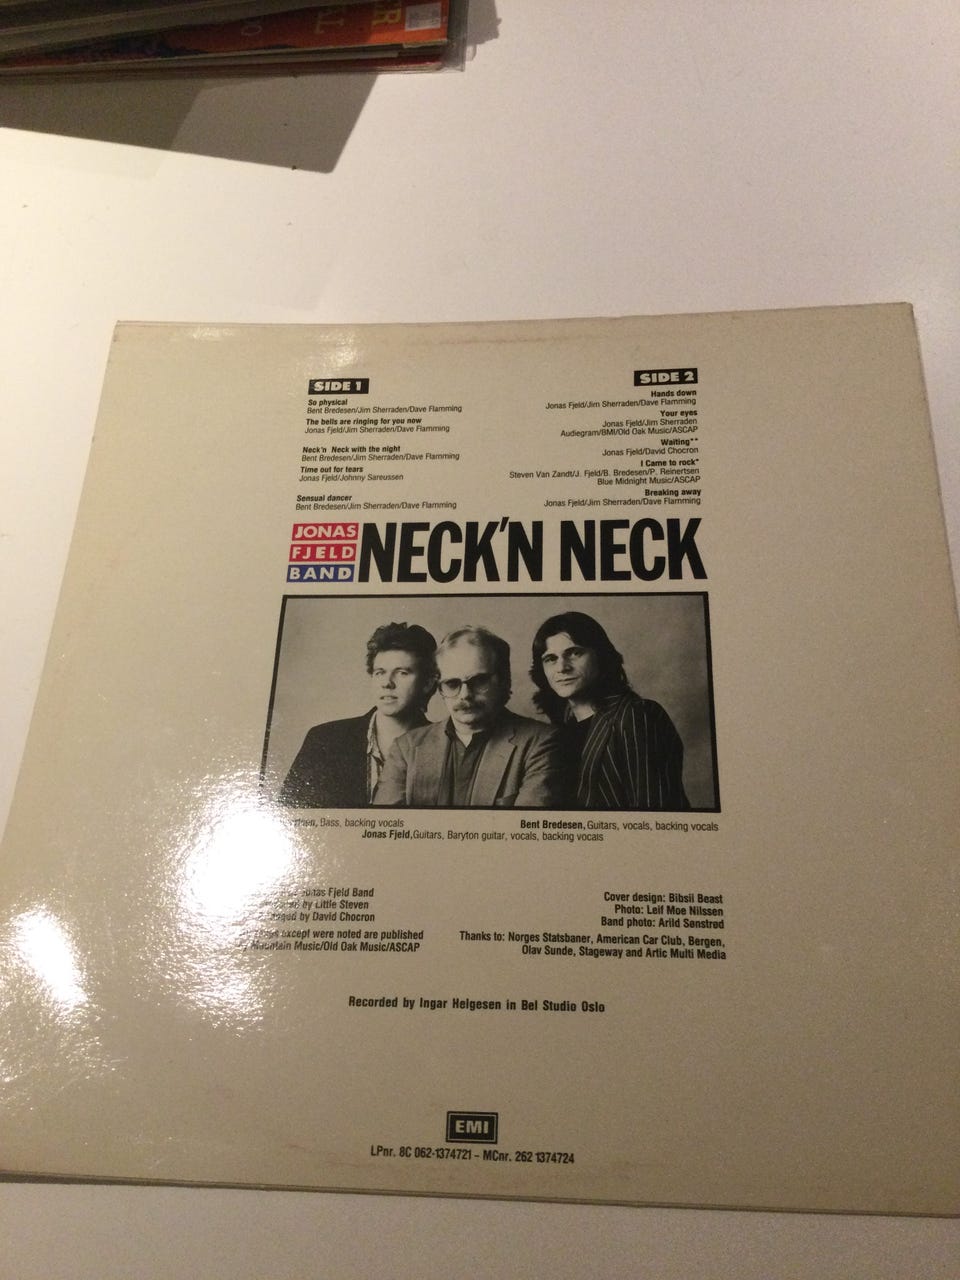 SIDE 1
So physical
Bent Bredesen/Jim Sherraden/Dave Flamming
The bells are ringing for you now
Jonas Fjeld/Jim Sherraden/Dave Flamming
Neck'n Neck with the night
Bent Bredesen/Jim Sherraden/Dave Flamming
Time out for tears
Jonas Fjeld/Johnny Sareussen
Sensual dancer
Bent Bredesen/Jim Sherraden/Dave Flamming
SIDE 2
Hands down
Jonas Fjeld/Jim Sherraden/Dave Flamming
Your eyes
Jonas Fjeld/Jim Sherraden
Audiegram/BMI/Old Oak Music/ASCAP
Waiting**
Jonas Fjeld/David Chocron
I Came to rock*
Steven Van Zandt/J. Fjeld/B. Bredesen/P. Reinertsen
Blue Midnight Music/ASCAP
Breaking away
Jonas Fjeld/Jim Sherraden/Dave Flamming
JONAS
FJELD
BAND
NECK'N NECK
Bass, backing vocals
Bent Bredesen, Guitars, vocals, backing vocals
Jonas Fjeld, Guitars, Baryton guitar, vocals, backing vocals
Jonas Fjeld Band
by Little Steven
by David Chocron
except were noted are published
Mountain Music/Old Oak Music/ASCAP
Cover design: Bibsii Beast
Photo: Leif Moe Nilssen
Band photo: Arild Sønstrød
Thanks to: Norges Statsbaner, American Car Club, Bergen,
Olav Sunde, Stageway and Artic Multi Media
Recorded by Ingar Helgesen in Bel Studio Oslo
EMI
LPnr. 8C 062-1374721 – MCnr. 262 1374724